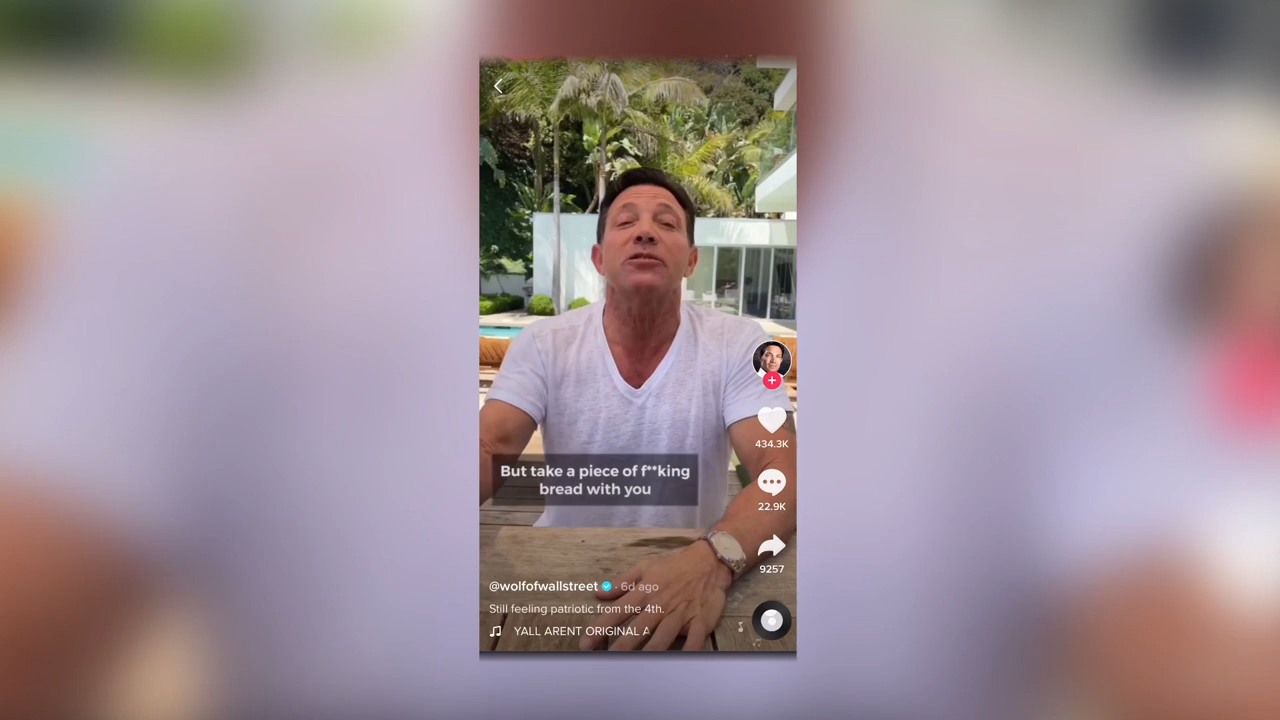 But take a piece of f**king
bread with you
434.3K
22.9K
9257
@wolfofwallstreet · 6d ago
Still feeling patriotic from the 4th.
YALL ARENT ORIGINAL A